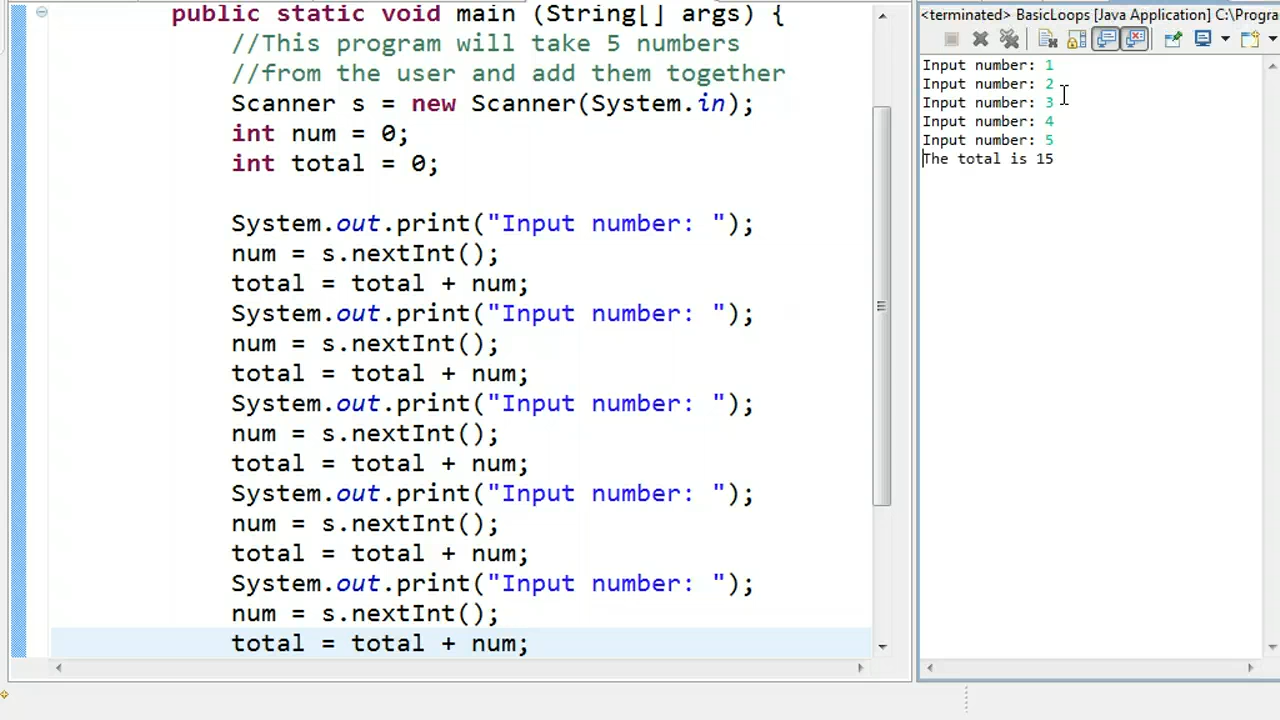 public static void main (String[] args) {
//This program will take 5 numbers
//from the user and add them together
Scanner s = new Scanner(System.in);
int num = 0;
int total = 0;
System.out.print("Input number: ");
num = s.nextInt();
total = total + num;
System.out.print("Input number: ");
num = s.nextInt();
total = total + num;
System.out.print("Input number: ");
num = s.nextInt();
total = total + num;
System.out.print("Input number: ");
num = s.nextInt();
total = total + num;
System.out.print("Input number: ");
num = s.nextInt();
total = total + num;
<terminated> BasicLoops [Java Application] C:\Progra
Input number: 1
Input number: 2
Input number: 3
Input number: 4
Input number: 5
The total is 15